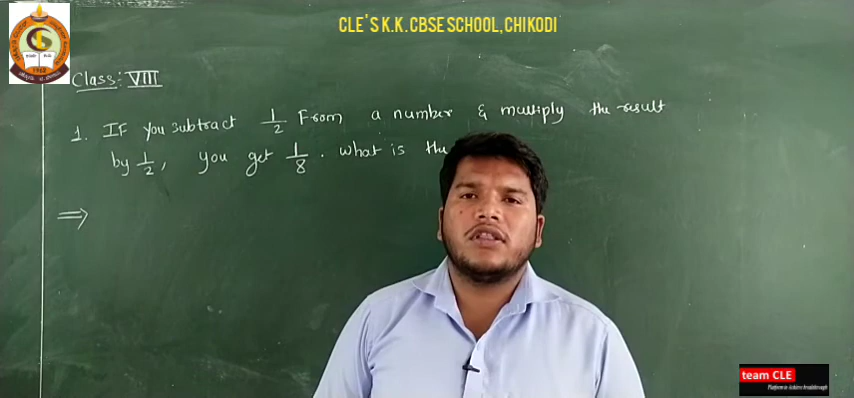 CLE'S K.K. CBSE SCHOOL, CHIKODI
Class: VIII
1. IF you subtract 1/2 From a number & multiply the result
by 1/2, you get 1/8. what is the
⇒
team CLE